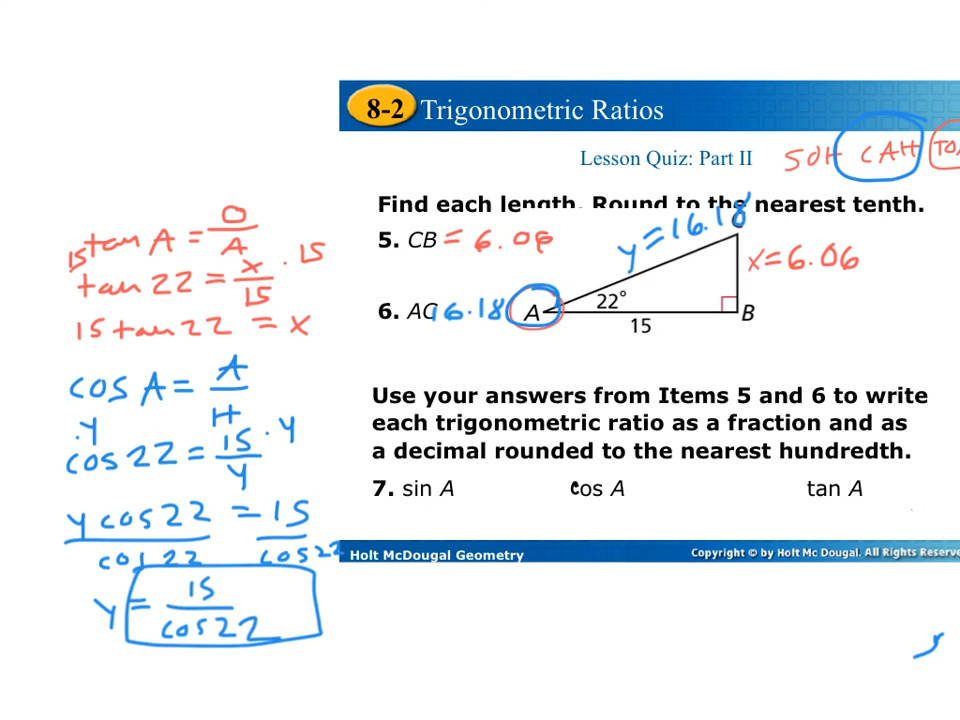 8-2 Trigonometric Ratios
Lesson Quiz: Part II
SOH CAH
Find each length. Round to the nearest tenth.
5. CB = 6.06
6. AC 16.18
y = 16.18
x = 6.06
A
22°
15
B
15 tan A = O/A
tan 22 = x/15 · 15
15 tan 22 = x
cos A = A/H
·y cos 22 = 15/y · y
y cos 22 = 15
cos 22 cos 22
y = 15/cos 22
Use your answers from Items 5 and 6 to write
each trigonometric ratio as a fraction and as
a decimal rounded to the nearest hundredth.
7. sin A cos A tan A
Holt McDougal Geometry
Copyright © by Holt Mc Dougal. All Rights Reserve